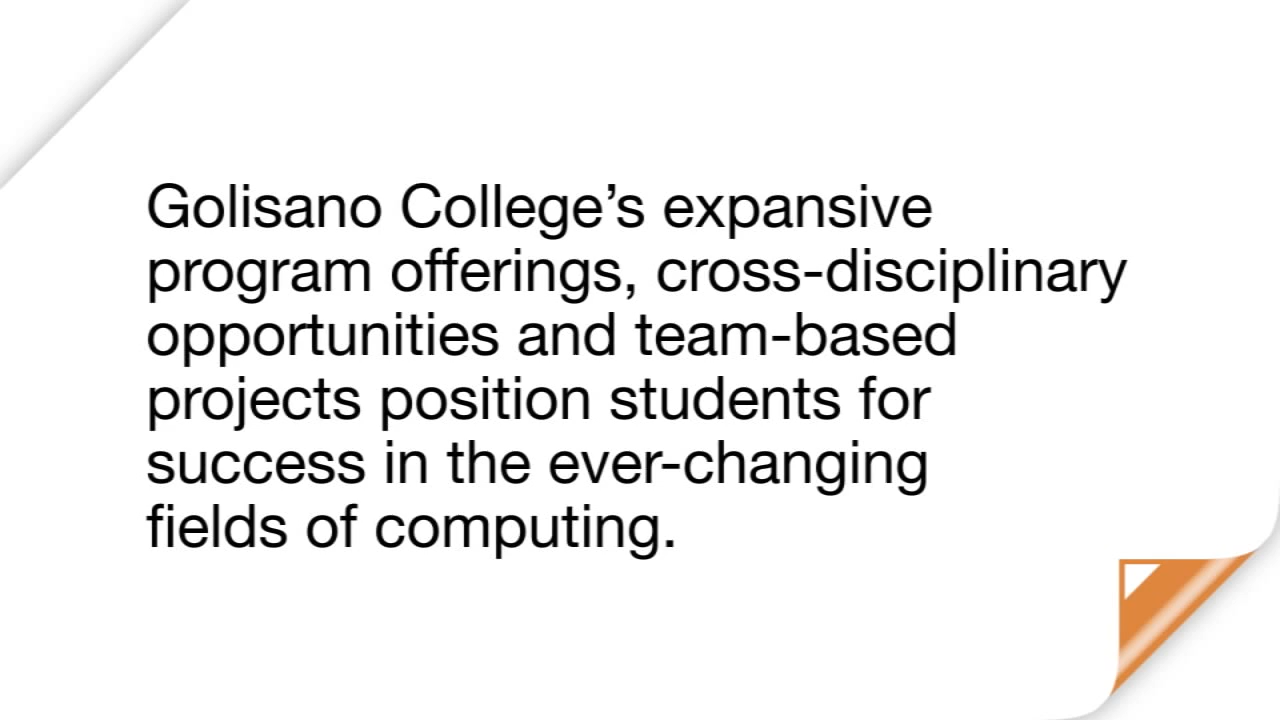 Golisano College’s expansive
program offerings, cross-disciplinary
opportunities and team-based
projects position students for
success in the ever-changing
fields of computing.